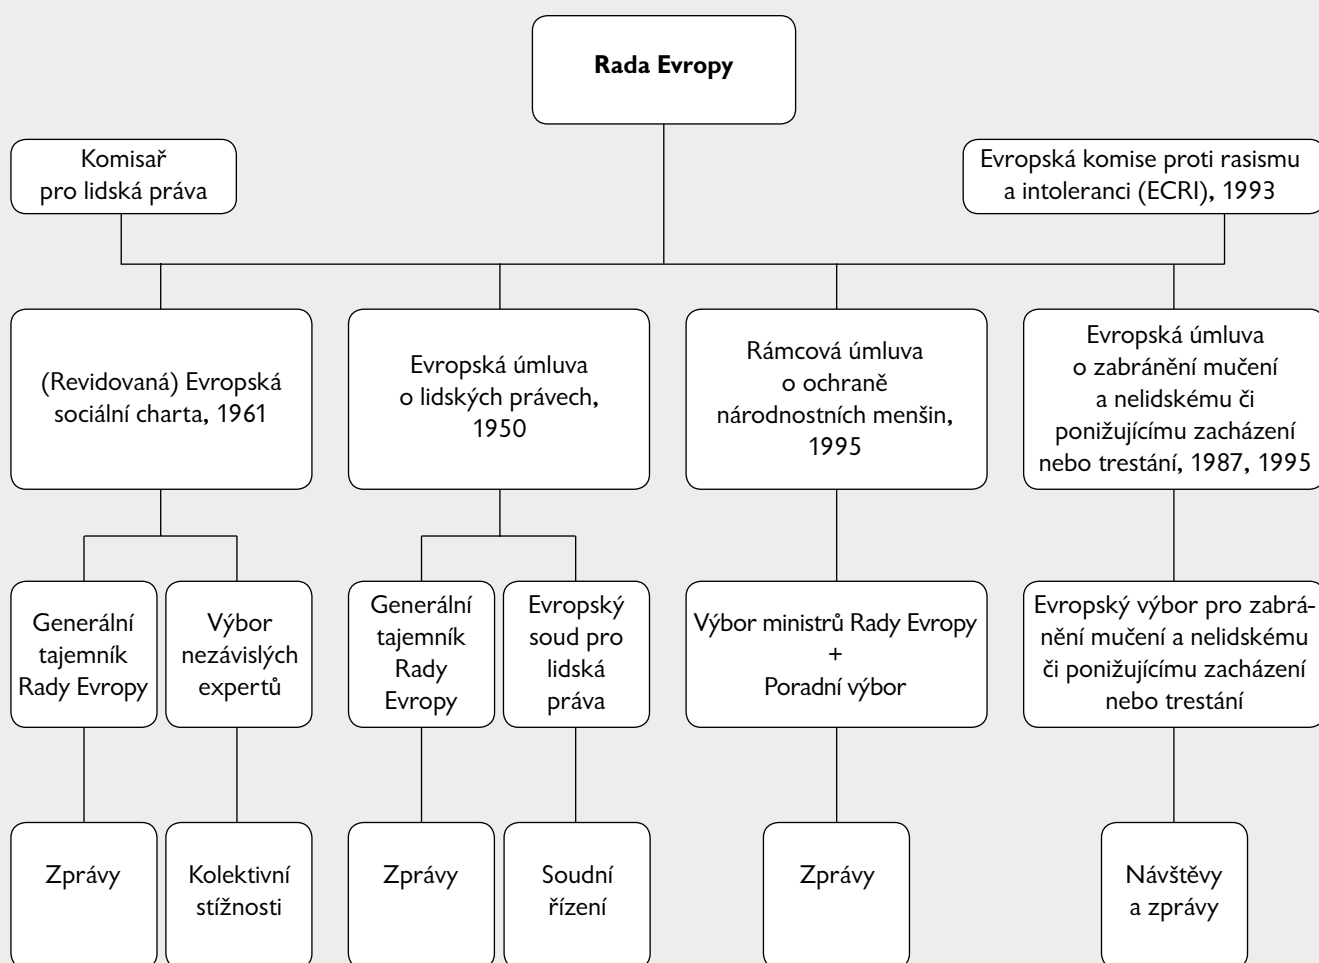 Rada Evropy
Komisař
pro lidská práva
Evropská komise proti rasismu
a intoleranci (ECRI), 1993
(Revidovaná) Evropská
sociální charta, 1961
Evropská úmluva
o lidských právech,
1950
Rámcová úmluva
o ochraně
národnostních menšin,
1995
Evropská úmluva
o zabránění mučení
a nelidskému či
ponižujícímu zacházení
nebo trestání, 1987, 1995
Generální
tajemník
Rady Evropy
Výbor
nezávislých
expertů
Generální
tajemník
Rady
Evropy
Evropský
soud pro
lidská
práva
Výbor ministrů Rady Evropy
+
Poradní výbor
Evropský výbor pro zabrá-
nění mučení a nelidskému
či ponižujícímu zacházení
nebo trestání
Zprávy
Kolektivní
stížnosti
Zprávy
Soudní
řízení
Zprávy
Návštěvy
a zprávy